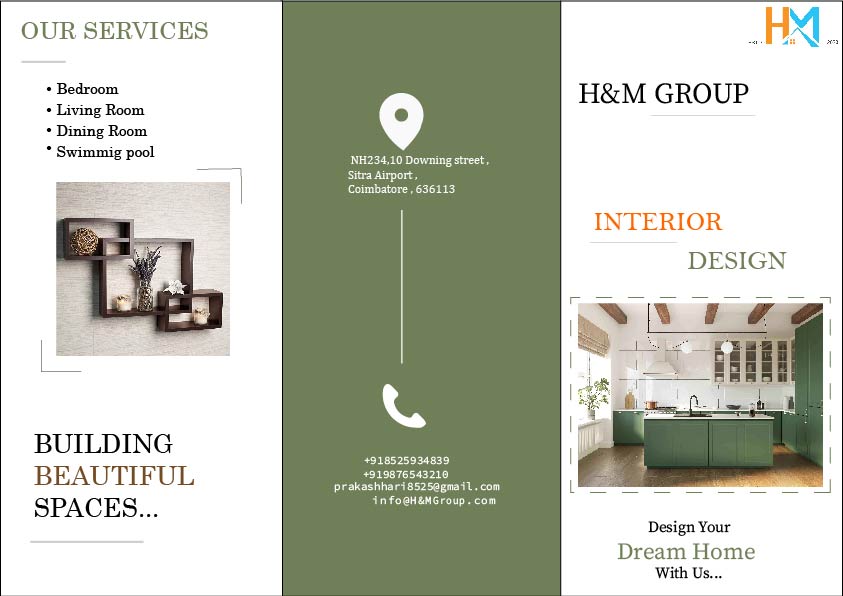 OUR SERVICES
• Bedroom
• Living Room
• Dining Room
• Swimmig pool
BUILDING
BEAUTIFUL
SPACES...
NH234,10 Downing street ,
Sitra Airport ,
Coimbatore , 636113
+918525934839
+919876543210
prakashhari8525@gmail.com
info@H&MGroup.com
HM
2023
H&M GROUP
INTERIOR
DESIGN
Design Your
Dream Home
With Us...